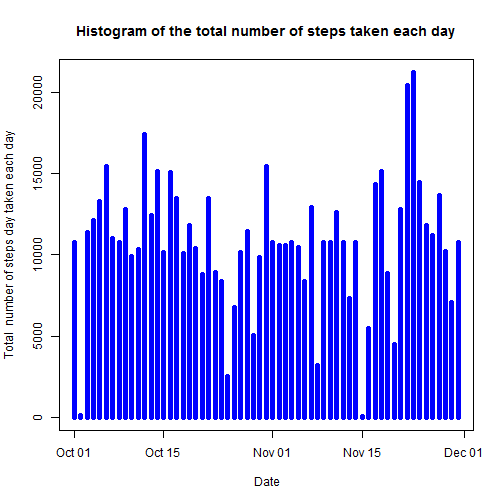 Histogram of the total number of steps taken each day
Total  number of steps day taken each day
20000
15000
10000
5000
0
Oct 01
Oct 15
Nov 01
Nov 15
Dec 01
Date